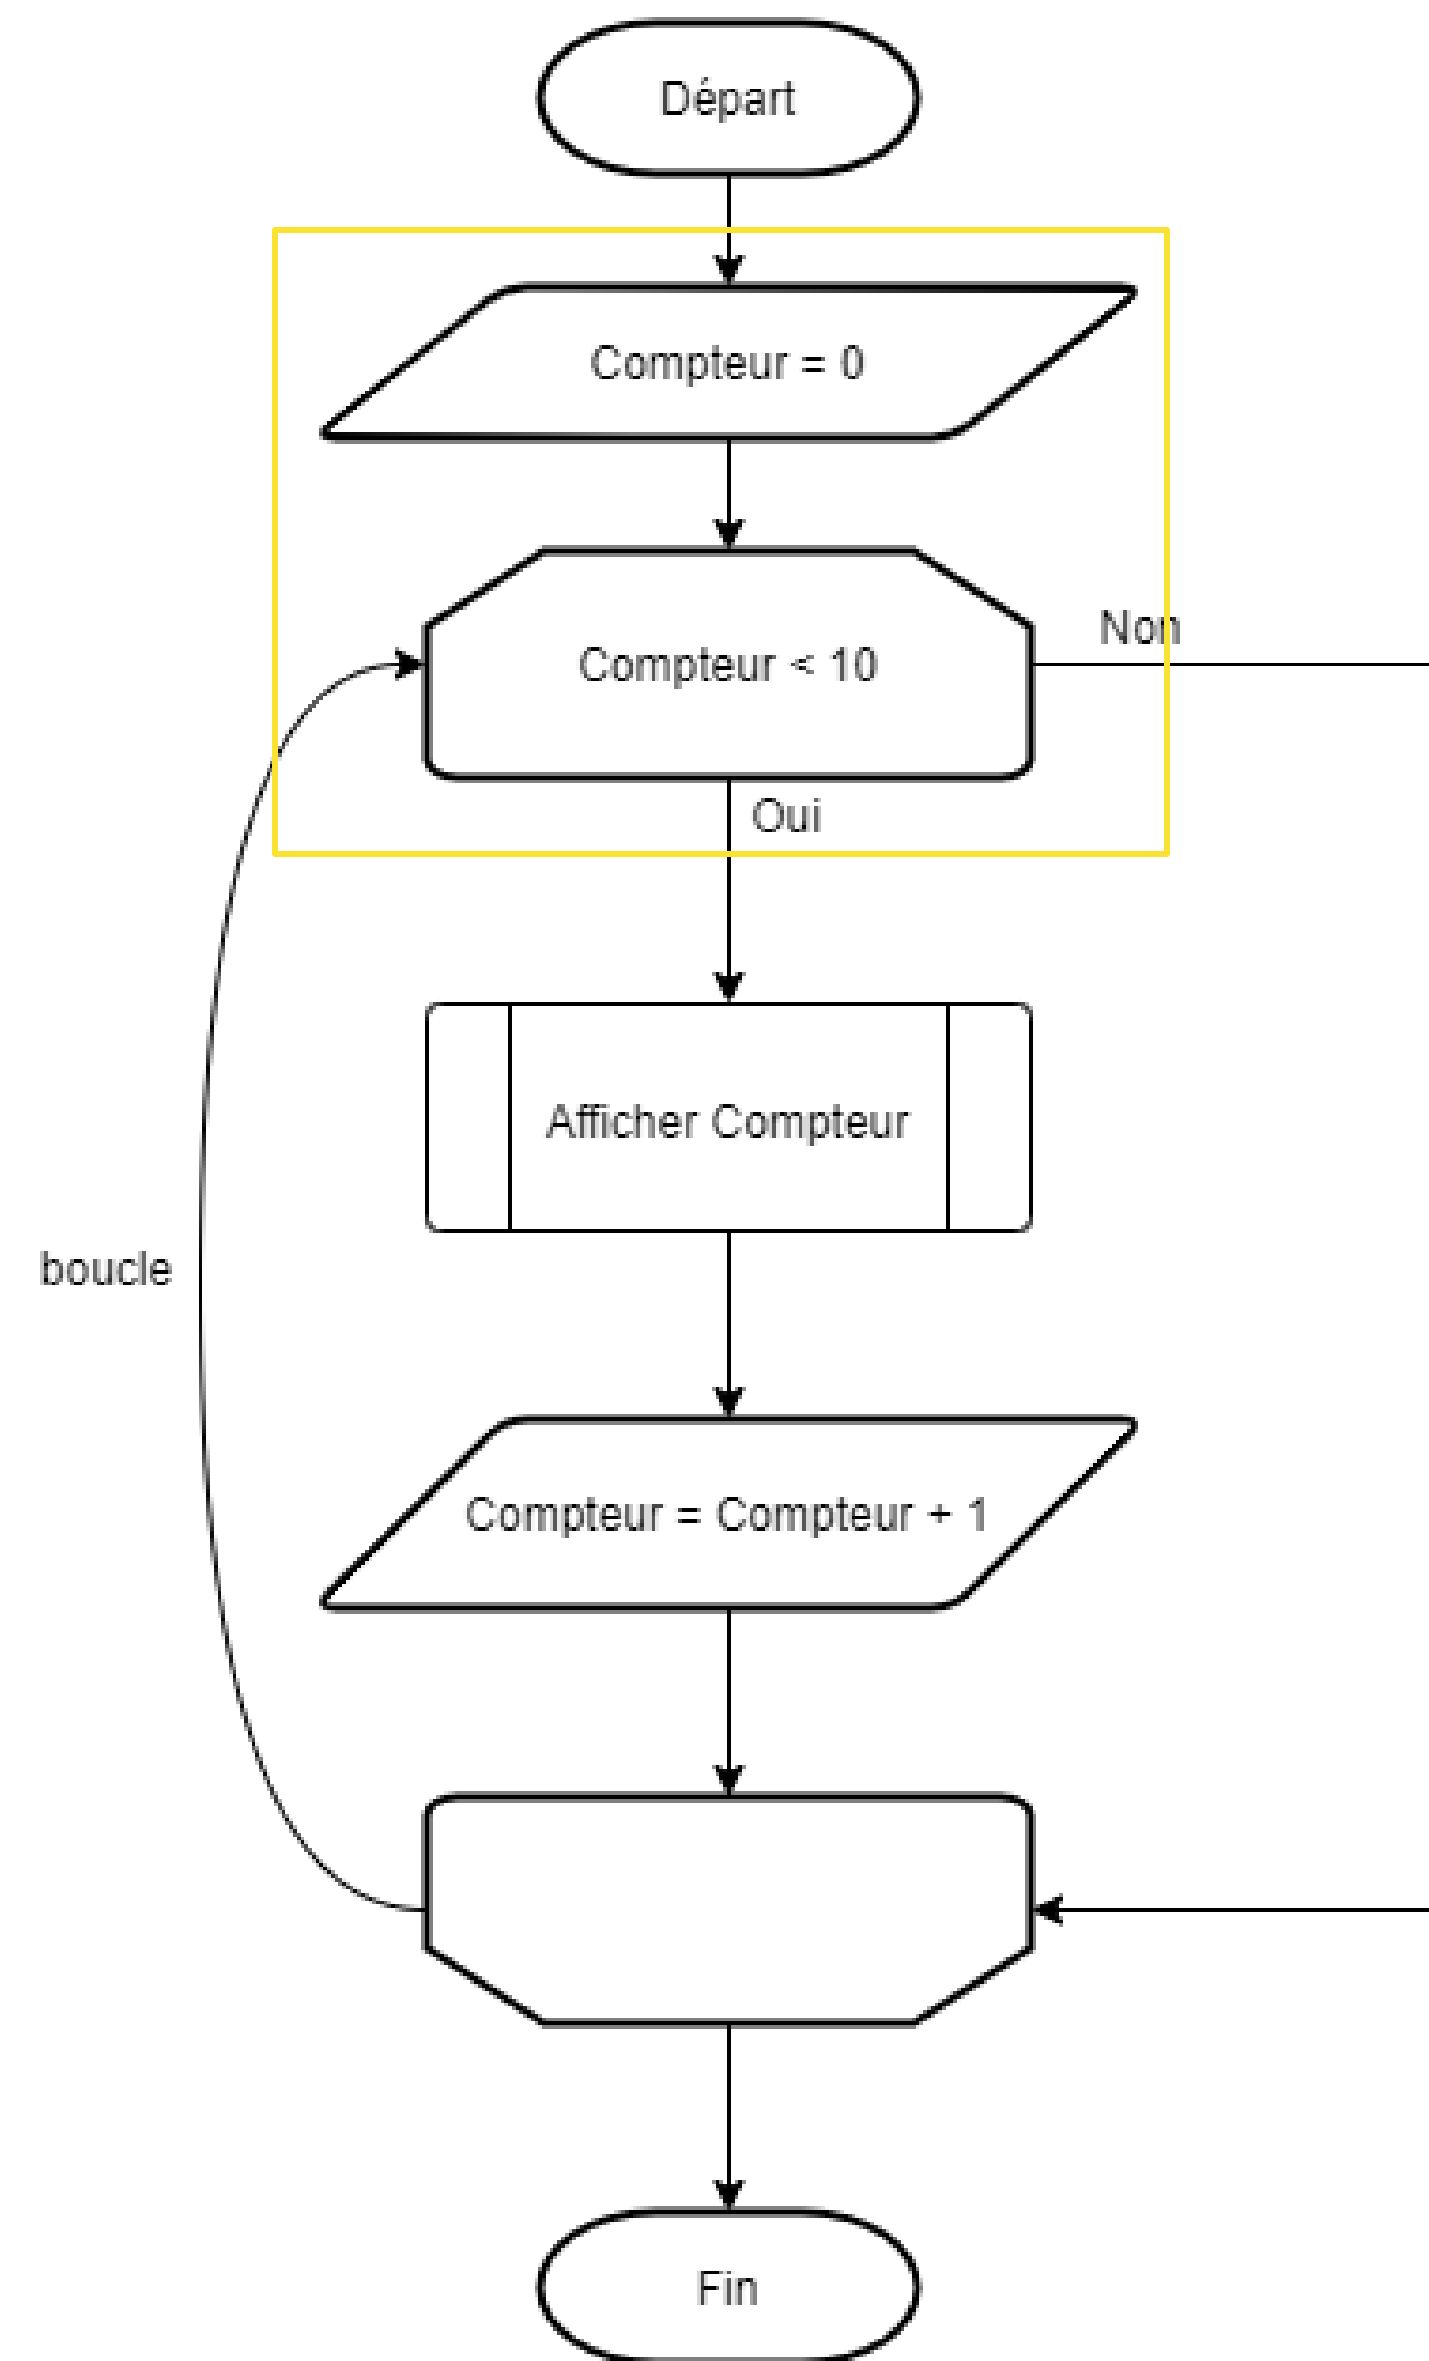 Départ
Compteur = 0
Compteur < 10
Non
Oui
Afficher Compteur
boucle
Compteur = Compteur + 1
Fin